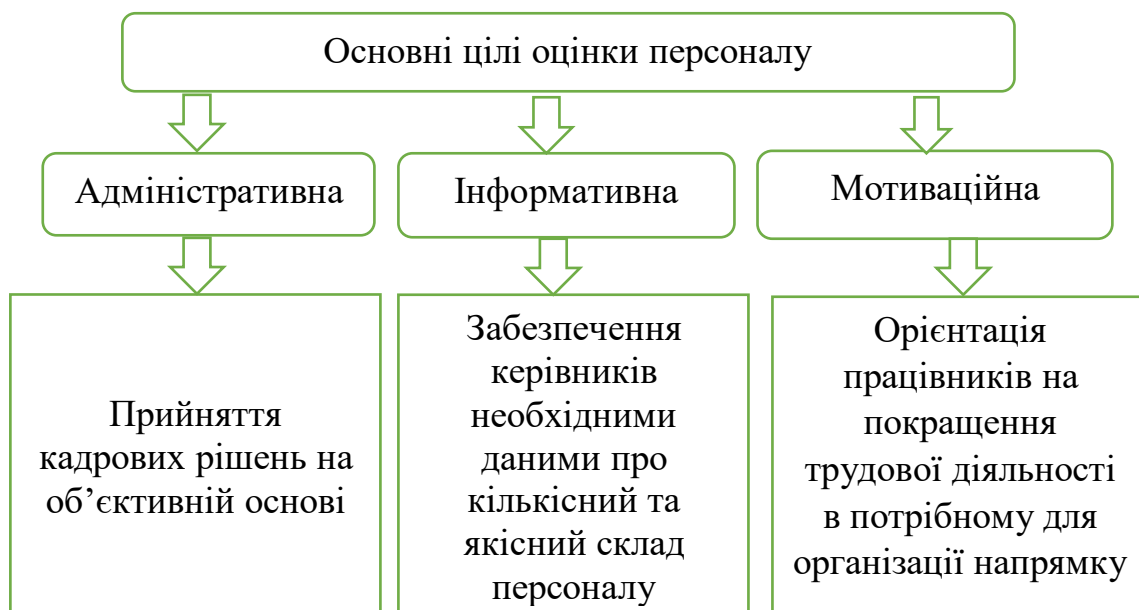 Основні цілі оцінки персоналу
Адміністративна
Інформативна
Мотиваційна
Прийняття
кадрових рішень на
об’єктивній основі
Забезпечення
керівників
необхідними
даними про
кількісний та
якісний склад
персоналу
Орієнтація
працівників на
покращення
трудової діяльності
в потрібному для
організації напрямку